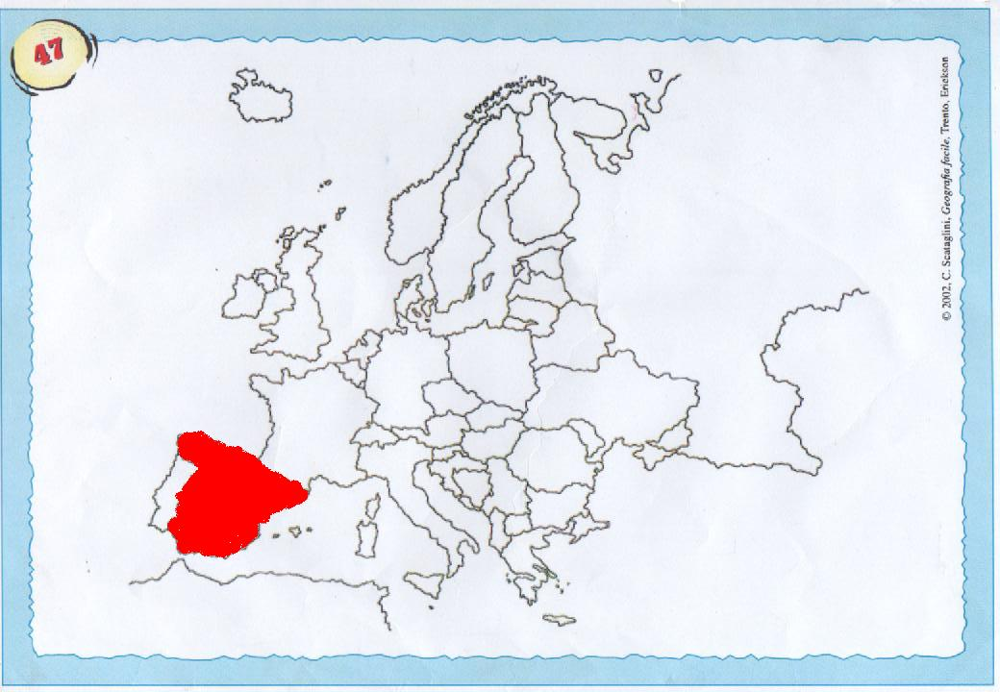 47
© 2002, C. Scataglini, Geografia facile, Trento, Erickson